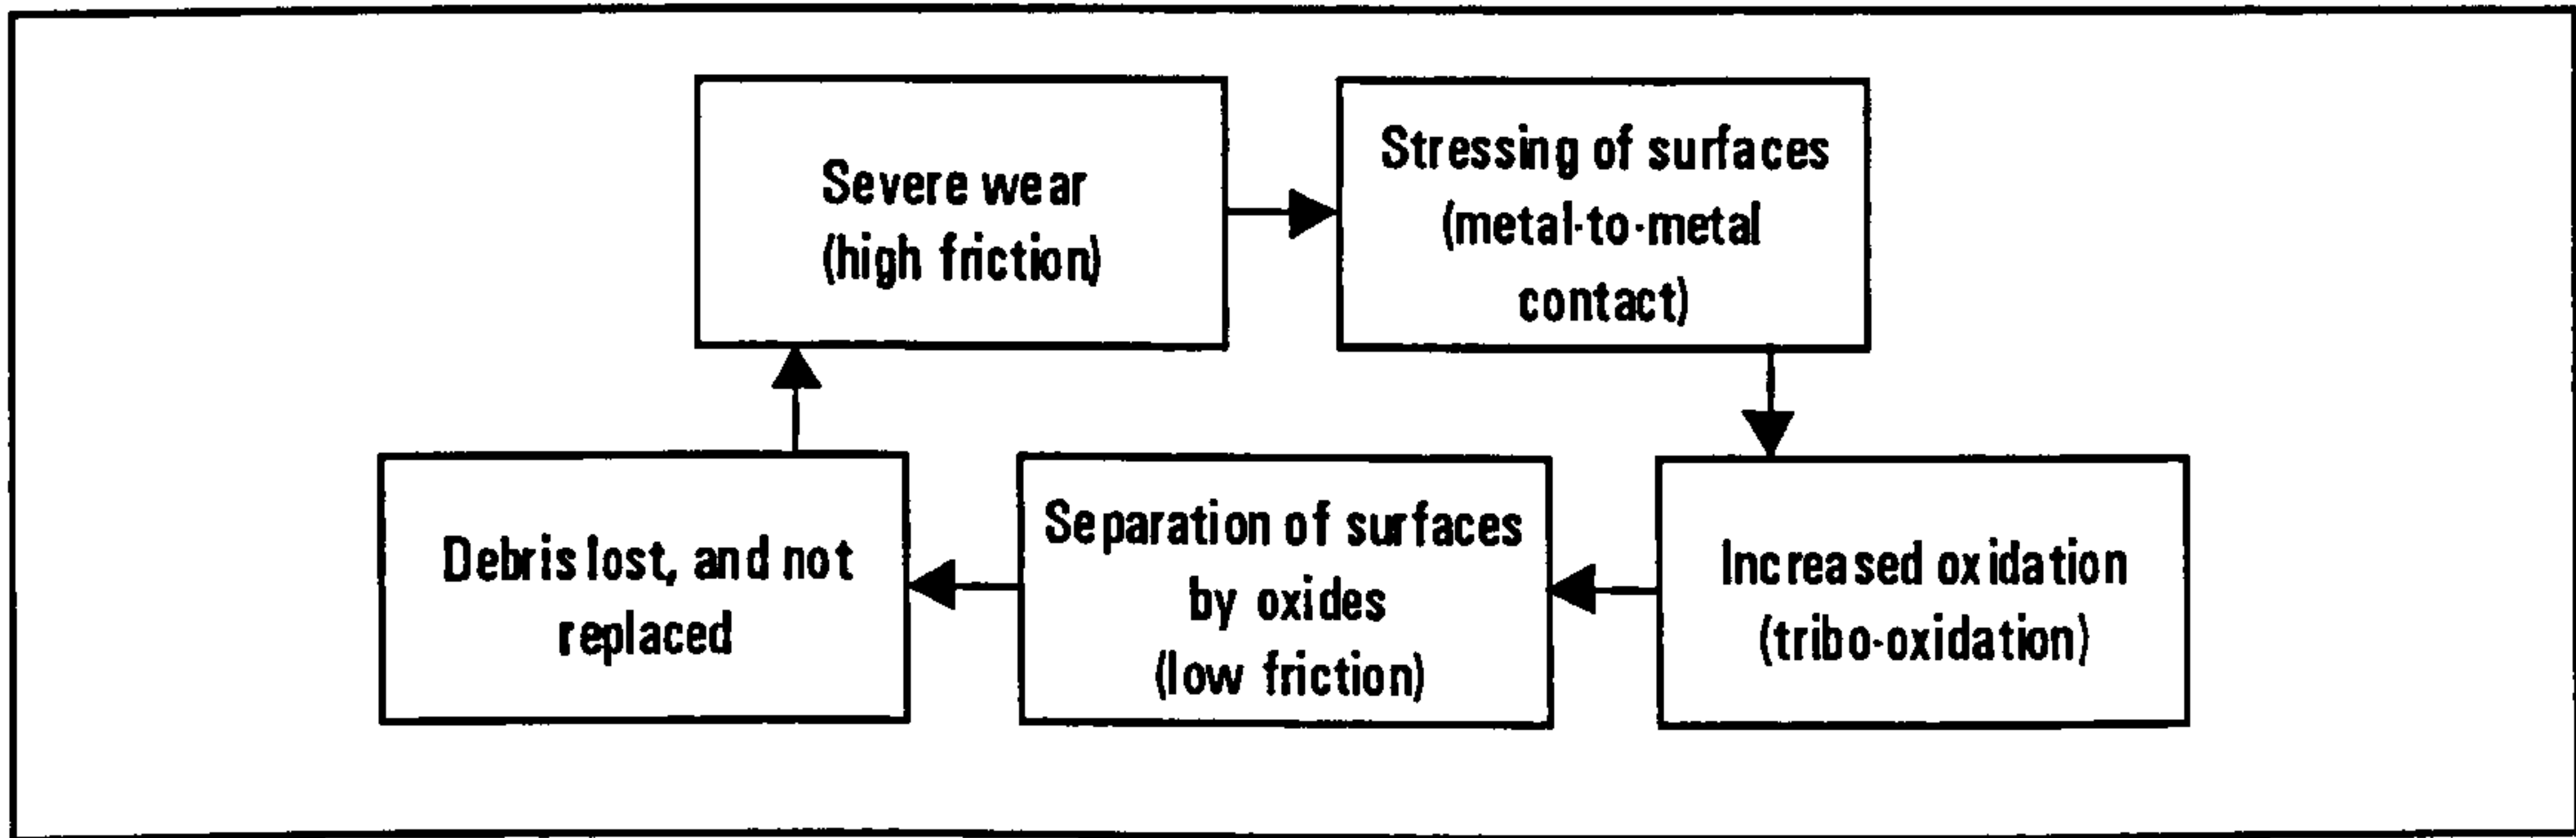 Severe wear
(high friction)
Stressing of surfaces
(metal-to-metal
contact)
Debris lost, and not
replaced
Separation of surfaces
by oxides
(low friction)
Increased oxidation
(tribo-oxidation)